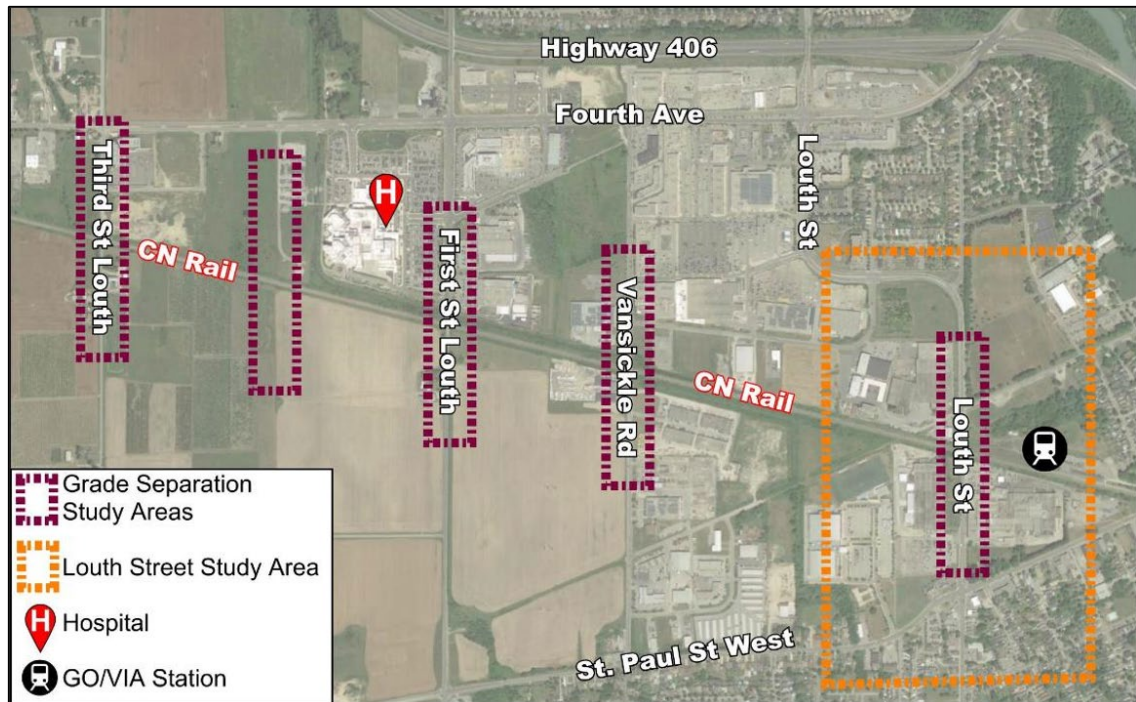 Highway 406
Fourth Ave
Louth St
Third St Louth
H
CN Rail
First St Louth
Vansickle Rd
CN Rail
Louth St
St. Paul St West
Grade Separation
Study Areas
Louth Street Study Area
H
Hospital
GO/VIA Station